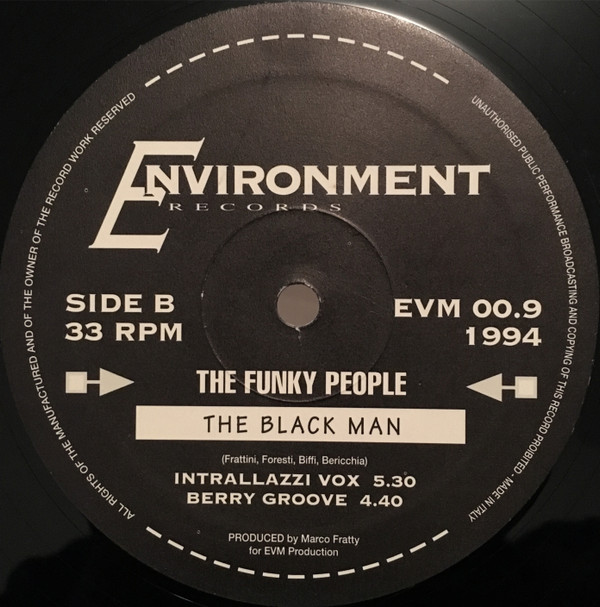 ENVIRONMENT
RECORDS
SIDE B
33 RPM
EVM 00.9
1994
THE FUNKY PEOPLE
THE BLACK MAN
(Frattini, Foresti, Biffi, Bericchia)
INTRALLAZZI VOX 5.30
BERRY GROOVE 4.40
PRODUCED by Marco Fratty
for EVM Production
ALL RIGHTS OF THE MANUFACTURED AND OF THE OWNER OF THE RECORD WORK RESERVED
UNAUTHORISED PUBLIC PERFORMANCE BROADCASTING AND COPYING OF THIS RECORD PROIBITED - MADE IN ITALY